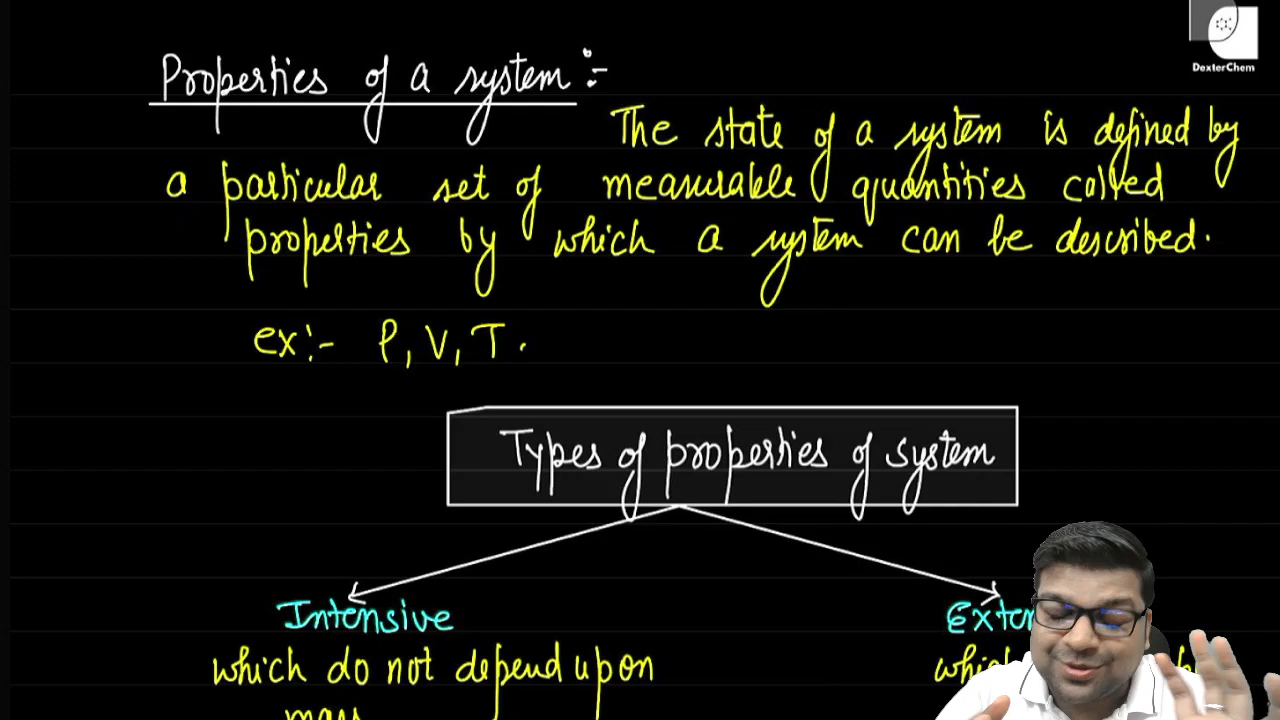 DexterChem
Properties of a system :-
The state of a system is defined by
a particular set of measurable quantities called
properties by which a system can be described.
ex:- P, V, T.
Types of properties of system
Intensive
which do not depend upon
mass